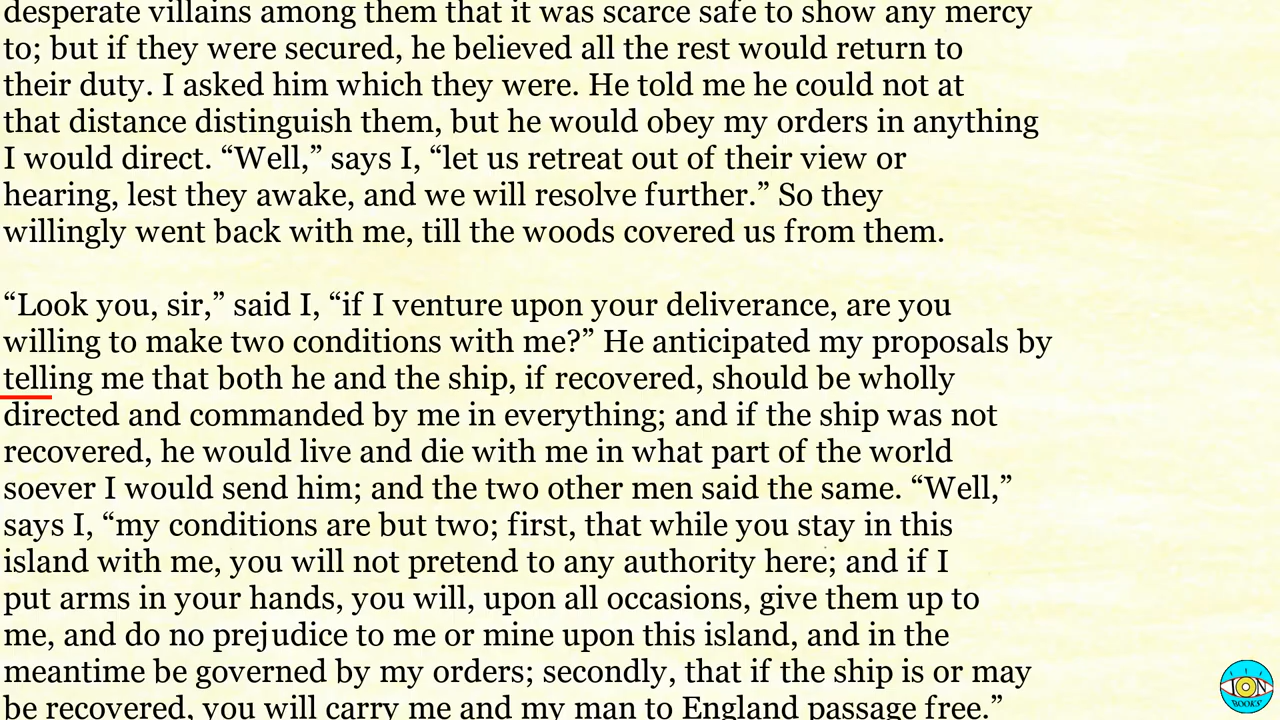 desperate villains among them that it was scarce safe to show any mercy
to; but if they were secured, he believed all the rest would return to
their duty. I asked him which they were. He told me he could not at
that distance distinguish them, but he would obey my orders in anything
I would direct. “Well,” says I, “let us retreat out of their view or
hearing, lest they awake, and we will resolve further.” So they
willingly went back with me, till the woods covered us from them.
“Look you, sir,” said I, “if I venture upon your deliverance, are you
willing to make two conditions with me?” He anticipated my proposals by
telling me that both he and the ship, if recovered, should be wholly
directed and commanded by me in everything; and if the ship was not
recovered, he would live and die with me in what part of the world
soever I would send him; and the two other men said the same. “Well,”
says I, “my conditions are but two; first, that while you stay in this
island with me, you will not pretend to any authority here; and if I
put arms in your hands, you will, upon all occasions, give them up to
me, and do no prejudice to me or mine upon this island, and in the
meantime be governed by my orders; secondly, that if the ship is or may
be recovered, you will carry me and my man to England passage free.”
ION
BOOKS